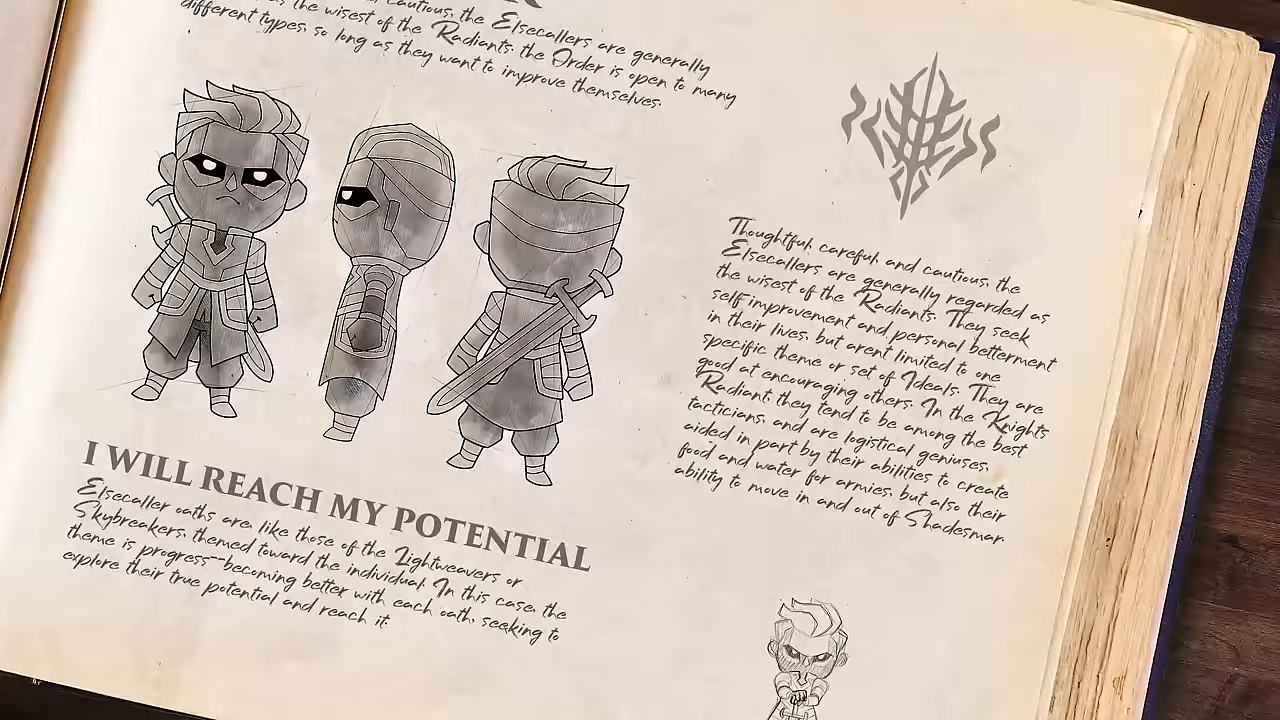 cautious, the Elsecallers are generally
the wisest of the Radiants. the Order is open to many
different types, so long as they want to improve themselves.
Thoughtful, careful, and cautious, the
Elsecallers are generally regarded as
the wisest of the Radiants. They seek
self improvement and personal betterment
in their lives, but arent limited to one
specific theme or set of Ideals. They are
good at encouraging others. In the Knights
Radiant, they tend to be among the best
tacticians, and are logistical geniuses,
aided in part by their abilities to create
food and water for armies, but also their
ability to move in and out of Shadesmar
I WILL REACH MY POTENTIAL
Elsecaller oaths are, like those of the Lightweavers or
Skybreakers, themed toward the individual. In this case, the
theme is progress--becoming better with each oath, seeking to
explore their true potential and reach it.